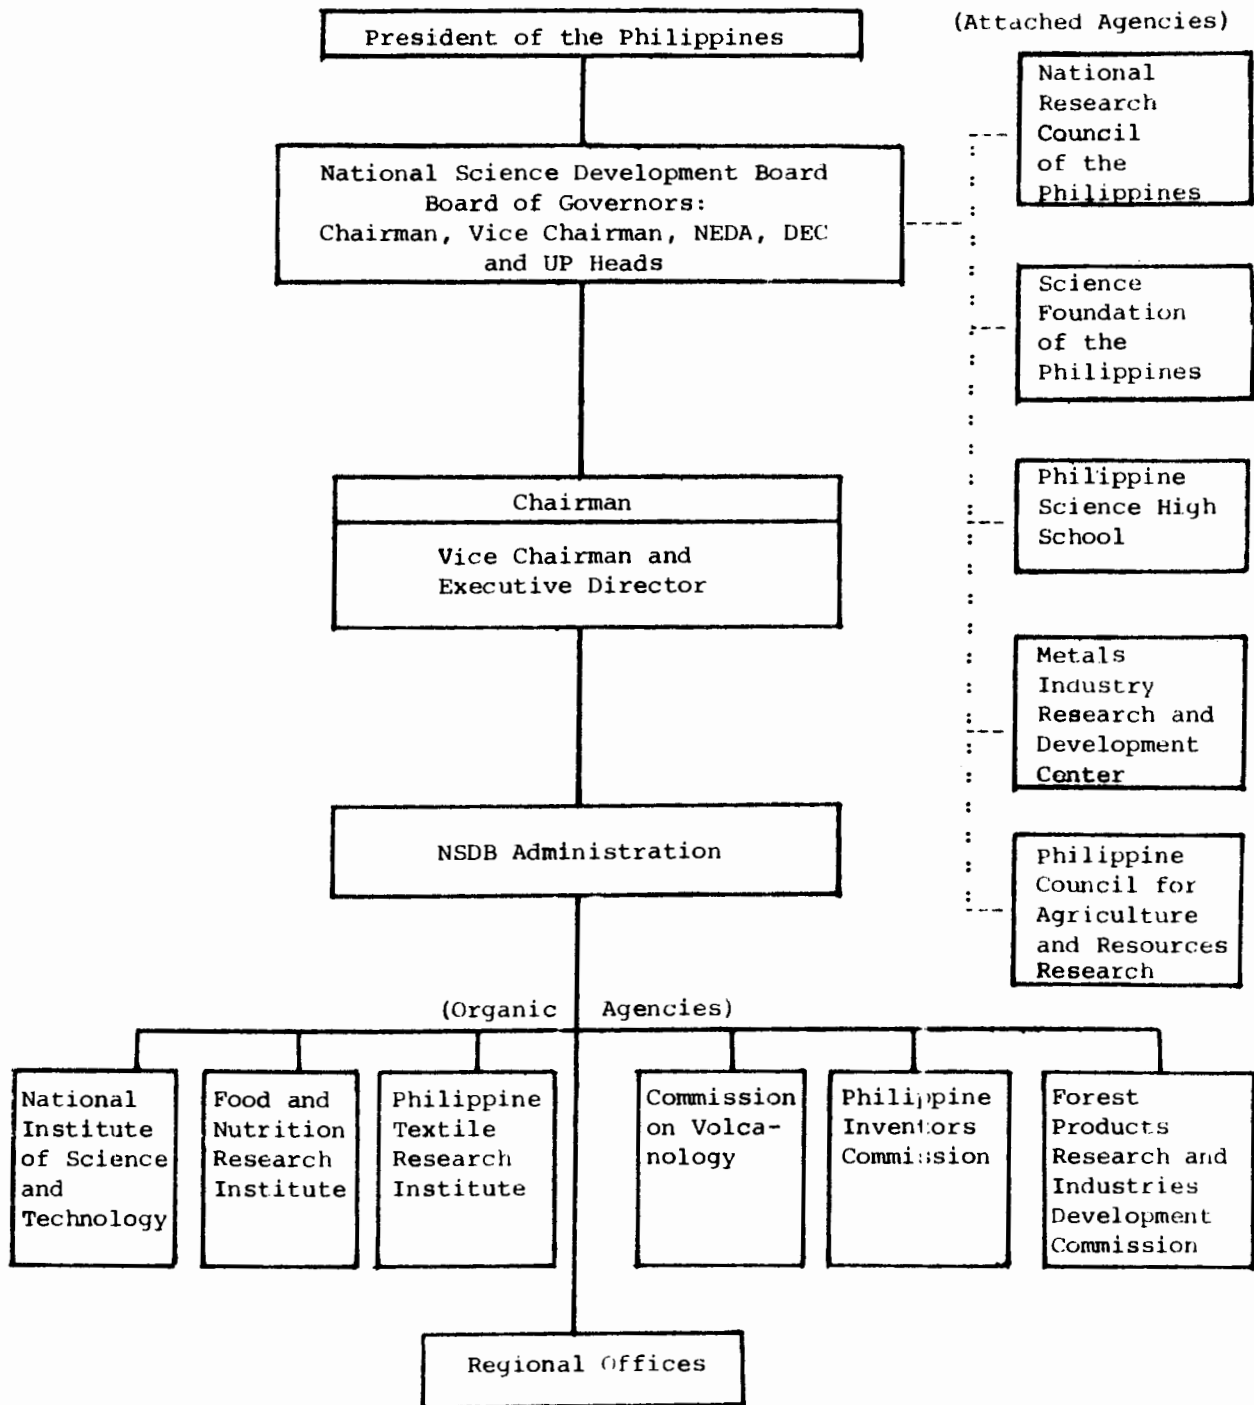 President of the Philippines
National Science Development Board
Board of Governors:
Chairman, Vice Chairman, NEDA, DEC
and UP Heads
(Attached Agencies)
National
Research
Council
of the
Philippines
Science
Foundation
of the
Philippines
Philippine
Science High
School
Metals
Industry
Research and
Development
Center
Philippine
Council for
Agriculture
and Resources
Research
Chairman
Vice Chairman and
Executive Director
NSDB Administration
(Organic Agencies)
National
Institute
of Science
and
Technology
Food and
Nutrition
Research
Institute
Philippine
Textile
Research
Institute
Commission
on Volca-
nology
Philippine
Inventors
Commission
Forest
Products
Research and
Industries
Development
Commission
Regional Offices